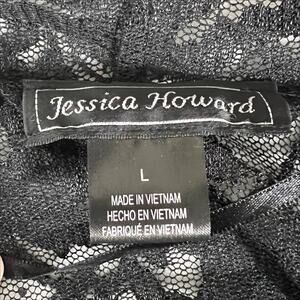 Jessica Howard
L
MADE IN VIETNAM
HECHO EN VIETNAM
FABRIQUÉ EN VIETNAM